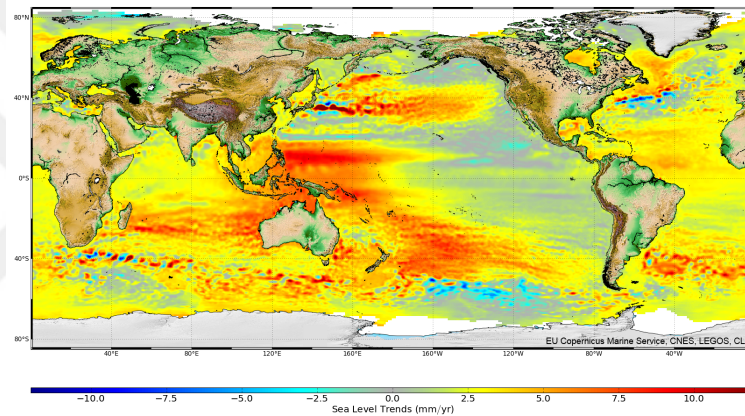 80°N
40°N
0°S
40°S
80°S
EU Copernicus Marine Service, CNES, LEGOS, CL
40°E 80°E 120°E 160°E 160°W 120°W 80°W 40°W
−10.0 −7.5 −5.0 −2.5 0.0 2.5 5.0 7.5 10.0
Sea Level Trends (mm/yr)